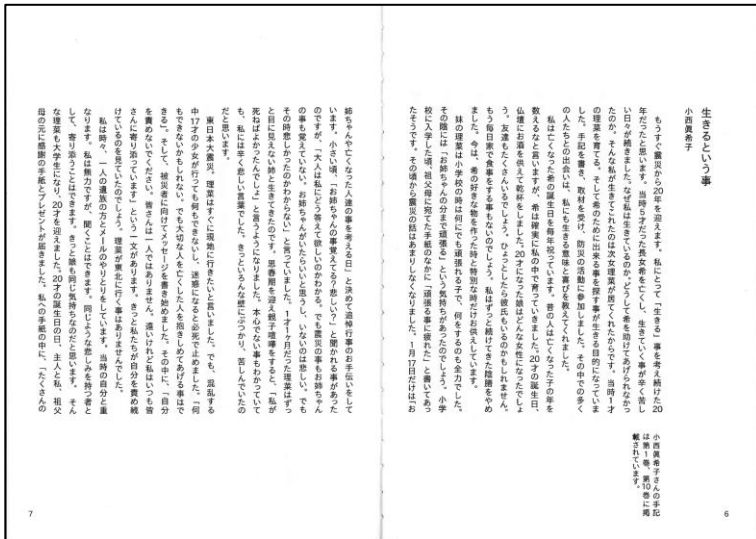 生きるという事
小西眞希子
もうすぐ震災から20年を迎えます。私にとって「生きる」事を考え続けた20
年だったと思います。当時5才だった長女希を亡くし、生きていく事が辛く苦し
い日々が続きました。なぜ私は生きているのか、どうして希を助けてあげられなかっ
たのか。そんな私が生きてこれたのは次女理菜が居てくれたからです。当時1才
の理菜を育てる。そして希のために出来る事を探す事が生きる目的になっていま
した。手記を書き、取材を受け、防災の活動に参加しました。その中での多く
の人たちとの出会いは、私にも生きる意味と喜びを教えてくれました。
私は亡くなった希の誕生日を毎年祝っています。昔の人は亡くなった子の年を
数えるなと言いますが、希は確実に私の中で育っていきました。20才の誕生日、
仏壇にお酒を供えて乾杯をしました。20才になった娘はどんな女性になったでしょ
う。友達もたくさんいるでしょう。ひょっとしたら彼氏もいるのかもしれません。
もう毎日家で食事をする事もないのでしょう。私はずっと続けてきた陰膳をやめ
ました。今は、希の好きな物を作った時と特別な時だけお供えしています。
妹の理菜は小学校の時は何にでも頑張れる子で、何をするのも全力でした。
その陰には「お姉ちゃんの分まで頑張る」という気持ちがあったのでしょう。小学
校に入学した頃、祖父母に宛てた手紙のなかに「頑張る事に疲れた」と書いてあっ
たそうです。その頃から震災の話はあまりしなくなりました。1月17日だけは「お
小西眞希子さんの手記
は第1巻、第10巻に掲
載されています。
6
姉ちゃんや亡くなった人達の事を考える日」と決めて追悼行事のお手伝いをして
います。小さい頃、「お姉ちゃんの事覚えてる?悲しい?」と聞かれる事があった
のですが、「大人は私にどう答えて欲しいのかわかる。でも震災の事もお姉ちゃん
の事も覚えていない。お姉ちゃんがいたらいいと思うし、いないのは悲しい。でも
その時悲しかったのかわからない」と言っていました。1才1ヶ月だった理菜はずっ
と目に見えない姉と生きてきたのです。思春期を迎え親子喧嘩をすると、「私が
死ねばよかったんでしょ」と言うようになりました。本心でない事もわかっていて
も、私には辛く悲しい言葉でした。きっといろんな壁にぶつかり、苦しんでいたの
だと思います。
東日本大震災。理菜はすぐに現地に行きたいと言いました。でも、混乱する
中17才の少女が行っても何もできないし、迷惑になると必死で止めました。「何
もできないかもしれない、でも大切な人を亡くした人を抱きしめてあげる事はで
きる」。そして、被災者に向けてメッセージを書き始めました。その中に、「自分
を責めないでください。皆さんは一人ではありません。遠いけれど私はいつも皆
さんに寄り添っています」という一文がありました。きっと私たちが自分を責め続
けているのを見ていたのでしょう。理菜が東北に行く事はありませんでした。
私は時々、一人の遺族の方とメールのやりとりをしています。当時の自分と重
なります。私は無力ですが、聞くことはできます。同じような悲しみを持つ者と
して、寄り添うことはできます。きっと娘も同じ気持ちなのだと思います。そん
な理菜も大学生になり、20才を迎えました。20才の誕生日の日、主人と私、祖父
母の元に感謝の手紙とプレゼントが届きました。私への手紙の中に、「たくさんの
7